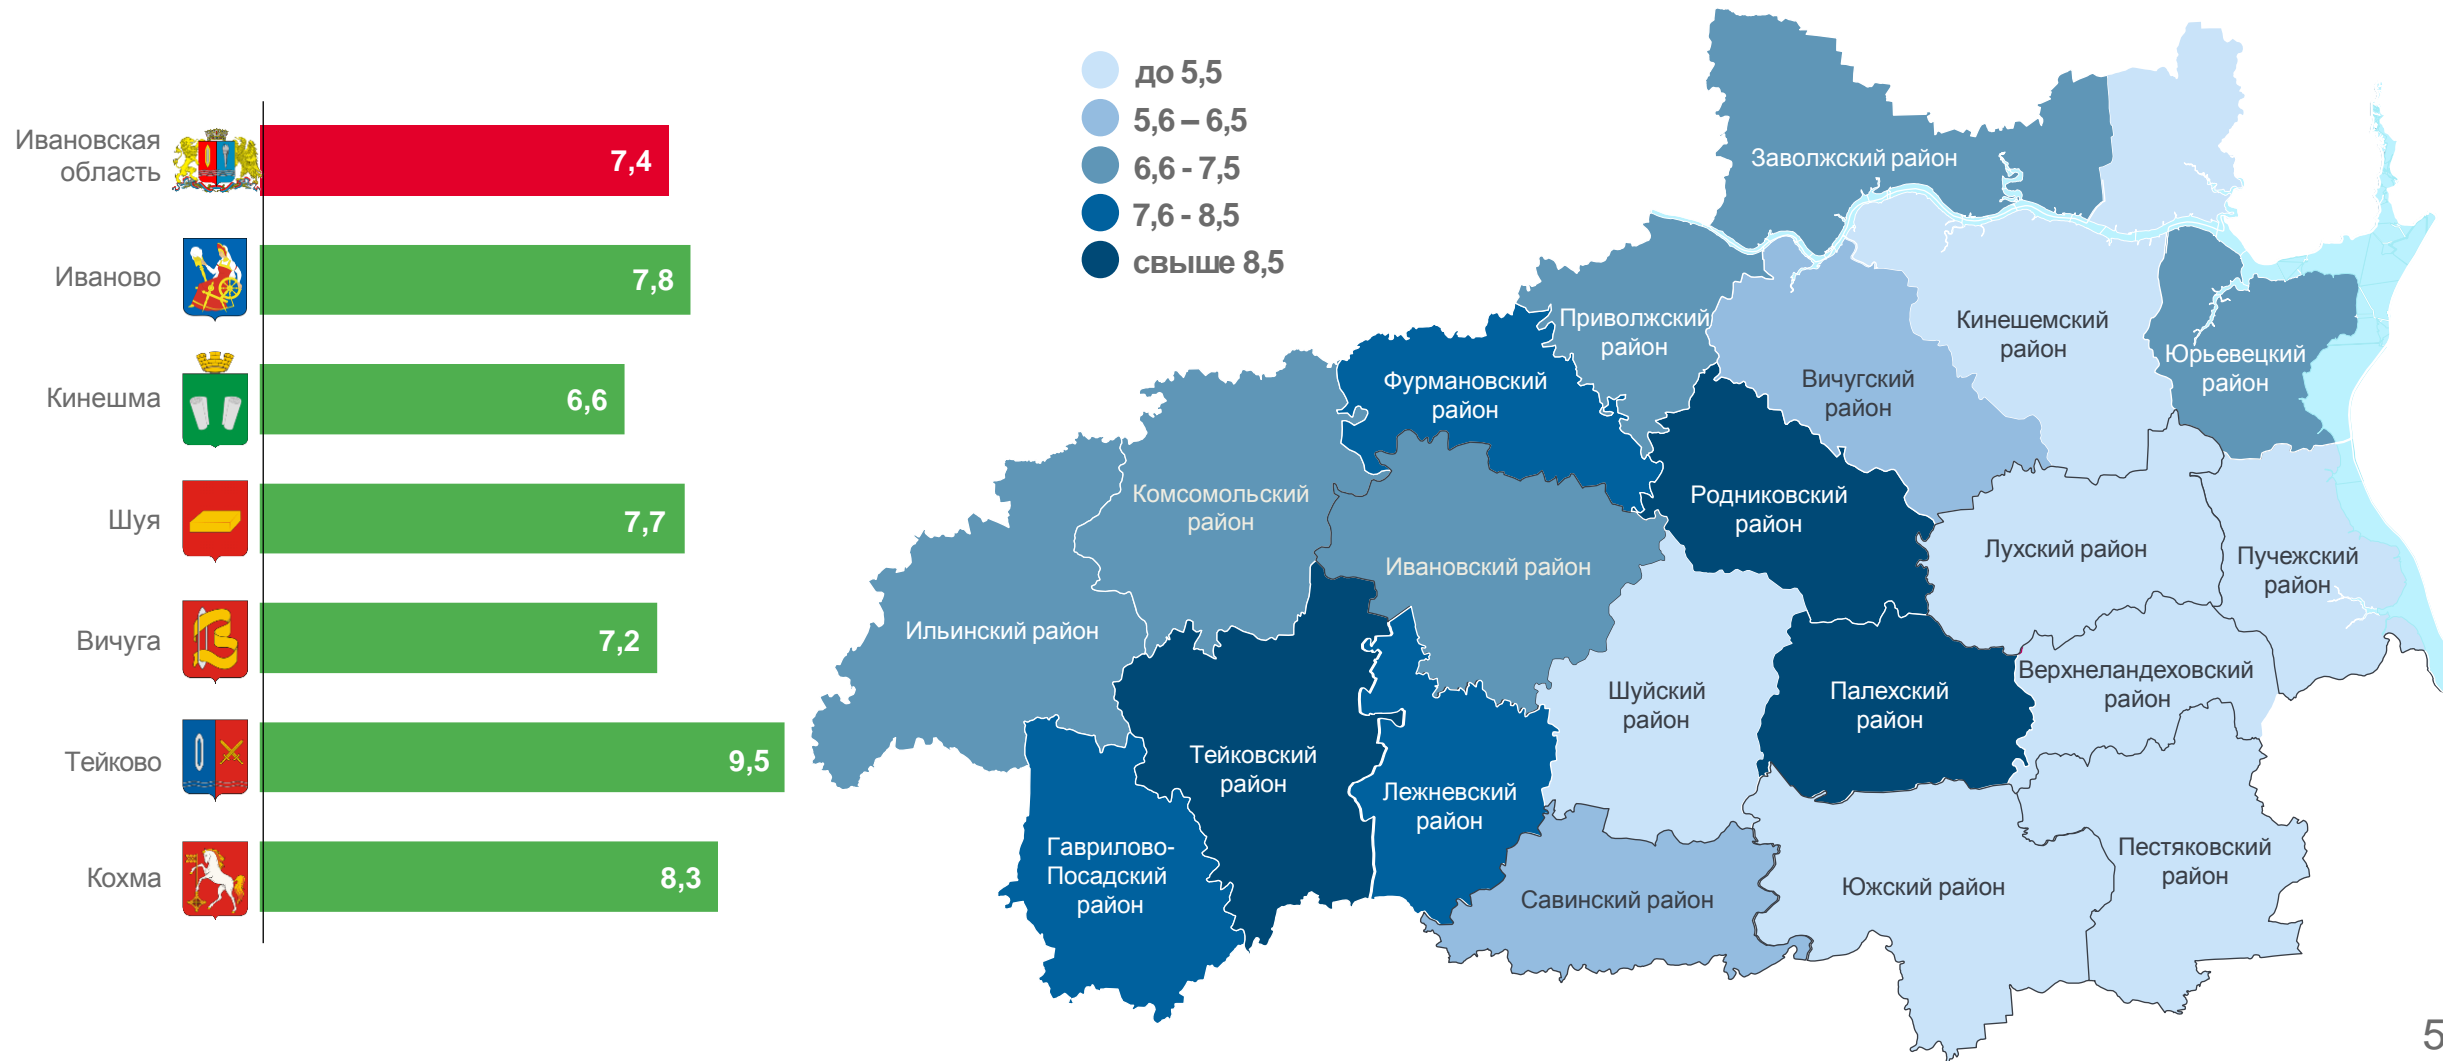 Ивановская
область
7,4
Иваново
7,8
Кинешма
6,6
Шуя
7,7
Вичуга
7,2
Тейково
9,5
Кохма
8,3
до 5,5
5,6 – 6,5
6,6 - 7,5
7,6 - 8,5
свыше 8,5
Заволжский район
Приволжский
район
Кинешемский
район
Юрьевецкий
район
Фурмановский
район
Вичугский
район
Комсомольский
район
Родниковский
район
Ивановский район
Лухский район
Пучежский
район
Ильинский район
Шуйский
район
Палехский
район
Верхнеландеховский
район
Тейковский
район
Лежневский
район
Гаврилово-
Посадский
район
Савинский район
Южский район
Пестяковский
район
5